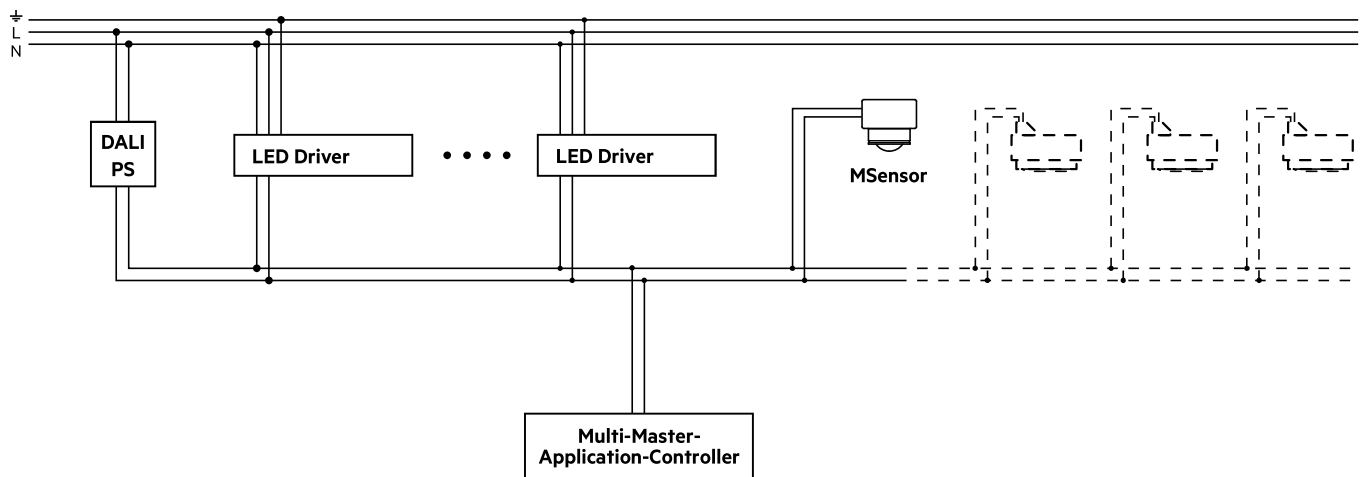 L
N
DALI
PS
LED Driver
LED Driver
MSensor
Multi-Master-
Application-Controller